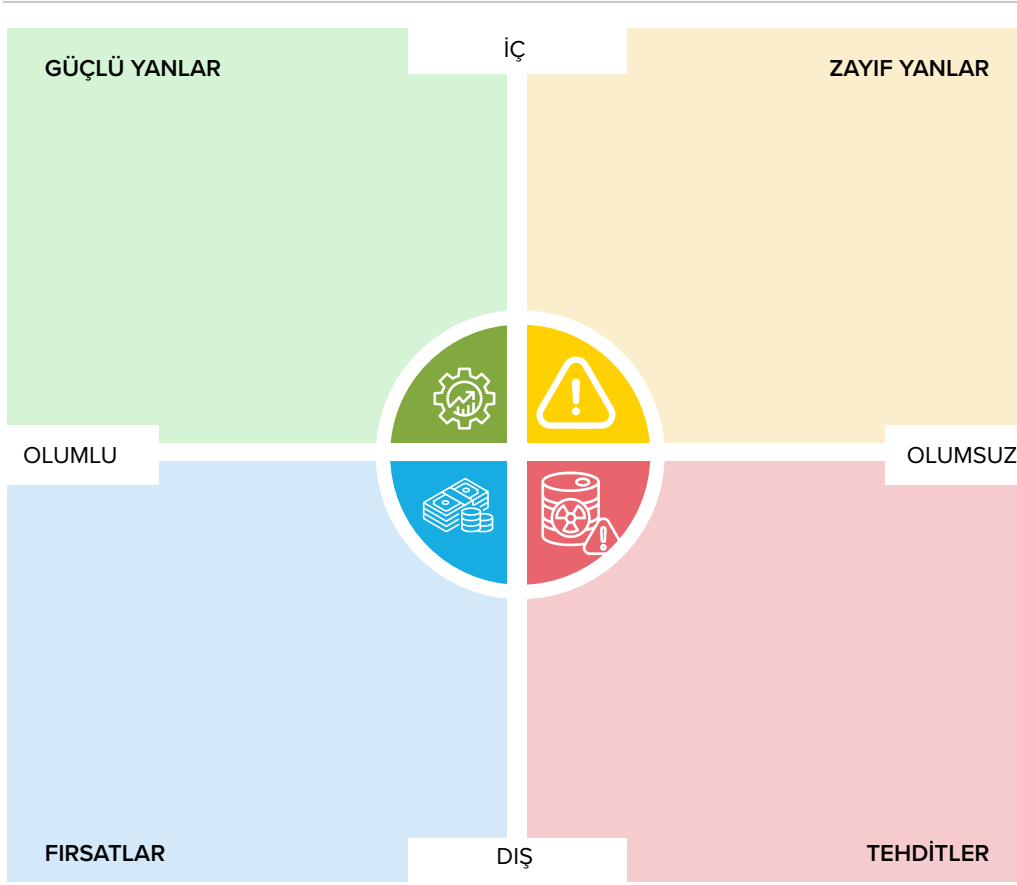 İÇ
GÜÇLÜ YANLAR
ZAYIF YANLAR
OLUMLU
OLUMSUZ
FIRSATLAR
DIŞ
TEHDİTLER